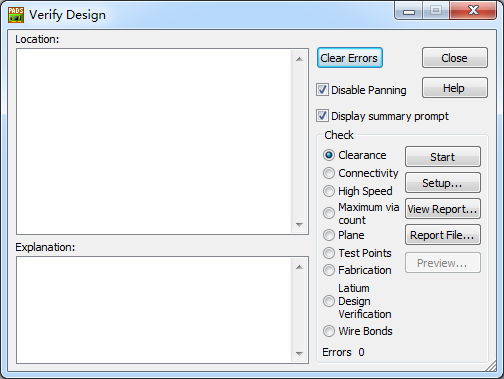 PADS
Verify Design
Location:
Clear Errors
Close
Disable Panning
Help
Display summary prompt
Check
Clearance
Start
Connectivity
Setup...
High Speed
Maximum via
count
View Report...
Plane
Report File...
Test Points
Preview...
Fabrication
Latium
Design
Verification
Wire Bonds
Errors 0
Explanation: